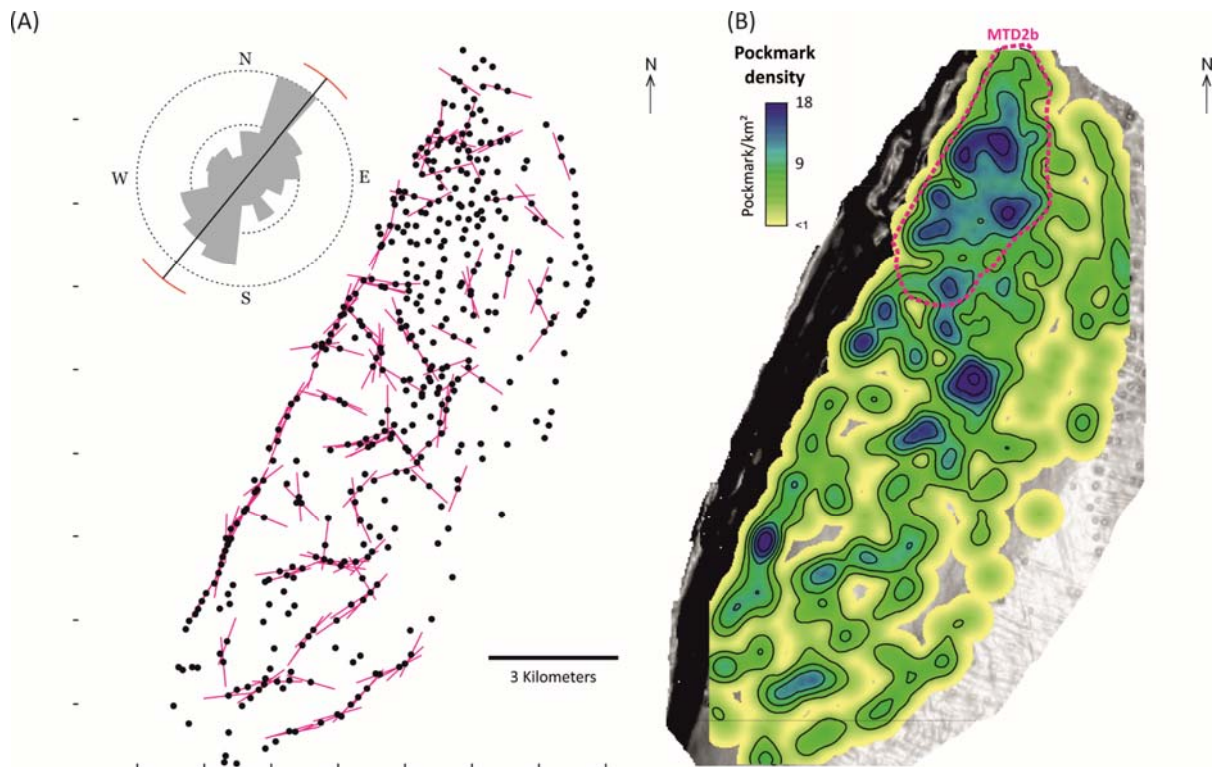 (A)
N
W
E
S
N
3 Kilometers
(B)
MTD2b
Pockmark
density
18
9
<1
Pockmark/km²
N